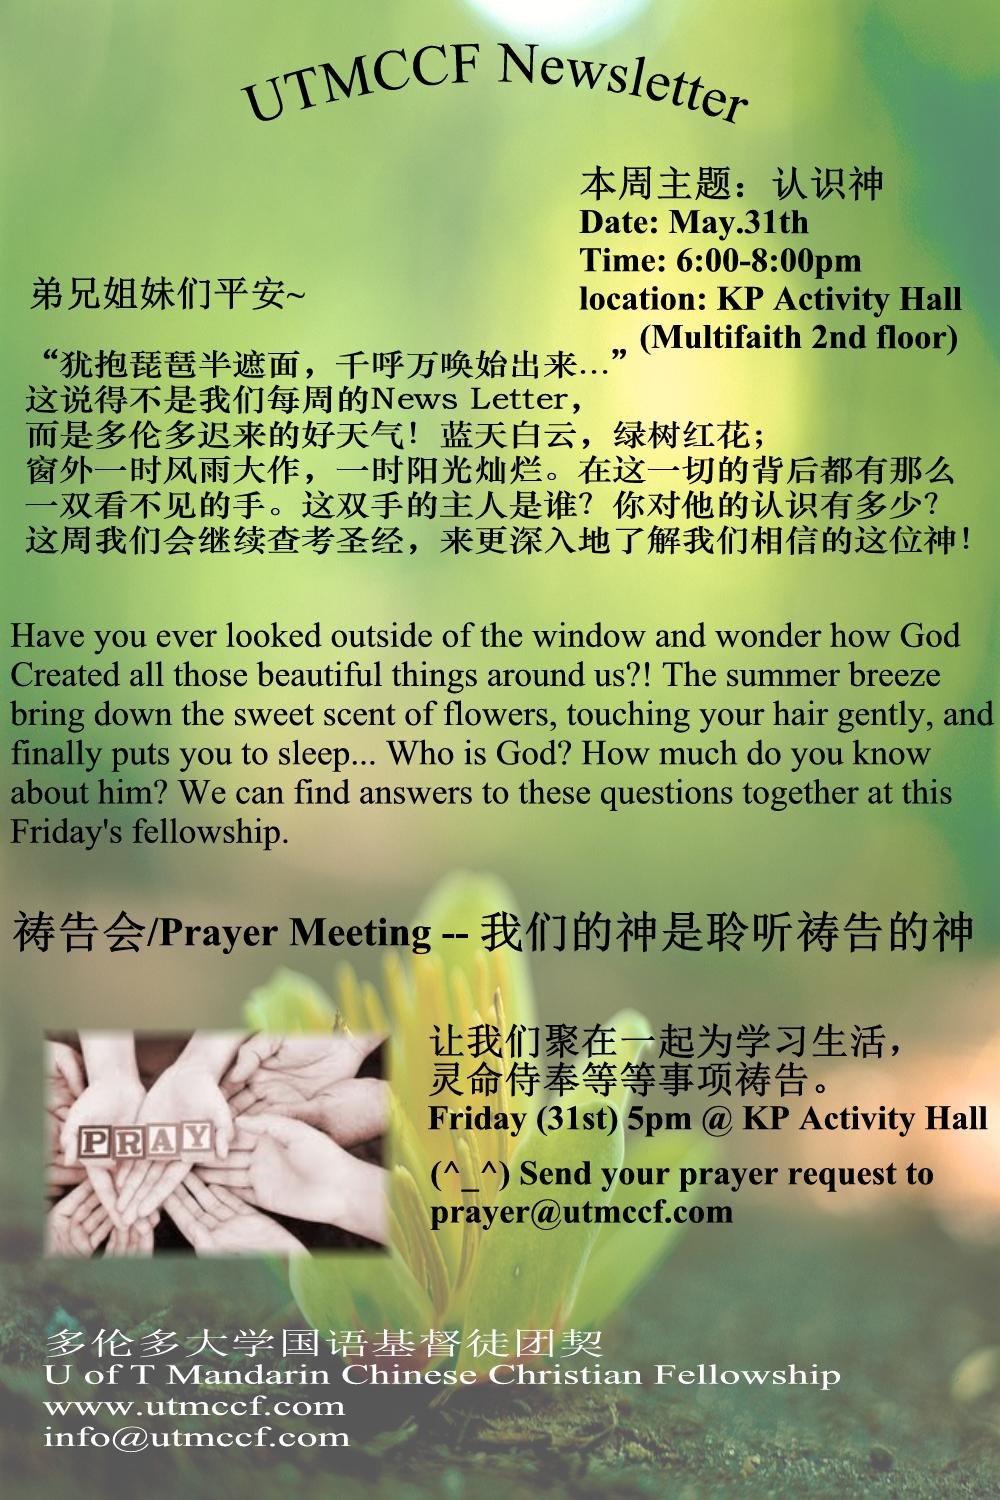 UTMCCF Newsletter
本周主题：认识神
Date: May.31th
Time: 6:00-8:00pm
location: KP Activity Hall
(Multifaith 2nd floor)
弟兄姐妹们平安~
“犹抱琵琶半遮面，千呼万唤始出来...”
这说得不是我们每周的News Letter，
而是多伦多迟来的好天气！蓝天白云，绿树红花；
窗外一时风雨大作，一时阳光灿烂。在这一切的背后都有那么
一双看不见的手。这双手的主人是谁？你对他的认识有多少？
这周我们会继续查考圣经，来更深入地了解我们相信的这位神！
Have you ever looked outside of the window and wonder how God
Created all those beautiful things around us?! The summer breeze
bring down the sweet scent of flowers, touching your hair gently, and
finally puts you to sleep... Who is God? How much do you know
about him? We can find answers to these questions together at this
Friday's fellowship.
祷告会/Prayer Meeting -- 我们的神是聆听祷告的神
让我们聚在一起为学习生活，
灵命侍奉等等事项祷告。
Friday (31st) 5pm @ KP Activity Hall
(^_^) Send your prayer request to
prayer@utmccf.com
PRAY
多伦多大学国语基督徒团契
U of T Mandarin Chinese Christian Fellowship
www.utmccf.com
info@utmccf.com